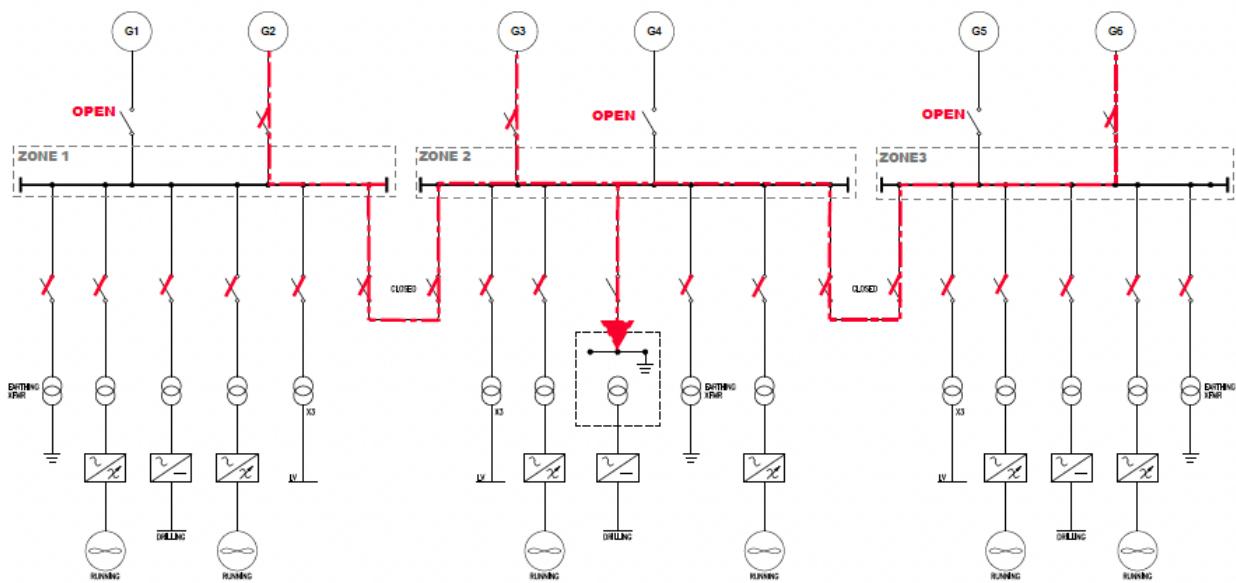 G1
G2
G3
G4
G5
G6
OPEN
OPEN
OPEN
ZONE 1
ZONE 2
ZONE3
CLOSED
CLOSED
EARTHING
XFMR
X3
X3
EARTHING
XFMR
X3
EARTHING
XFMR
LV
LV
LV
DRILLING
DRILLING
DRILLING
RUNNING
RUNNING
RUNNING
RUNNING
RUNNING
RUNNING